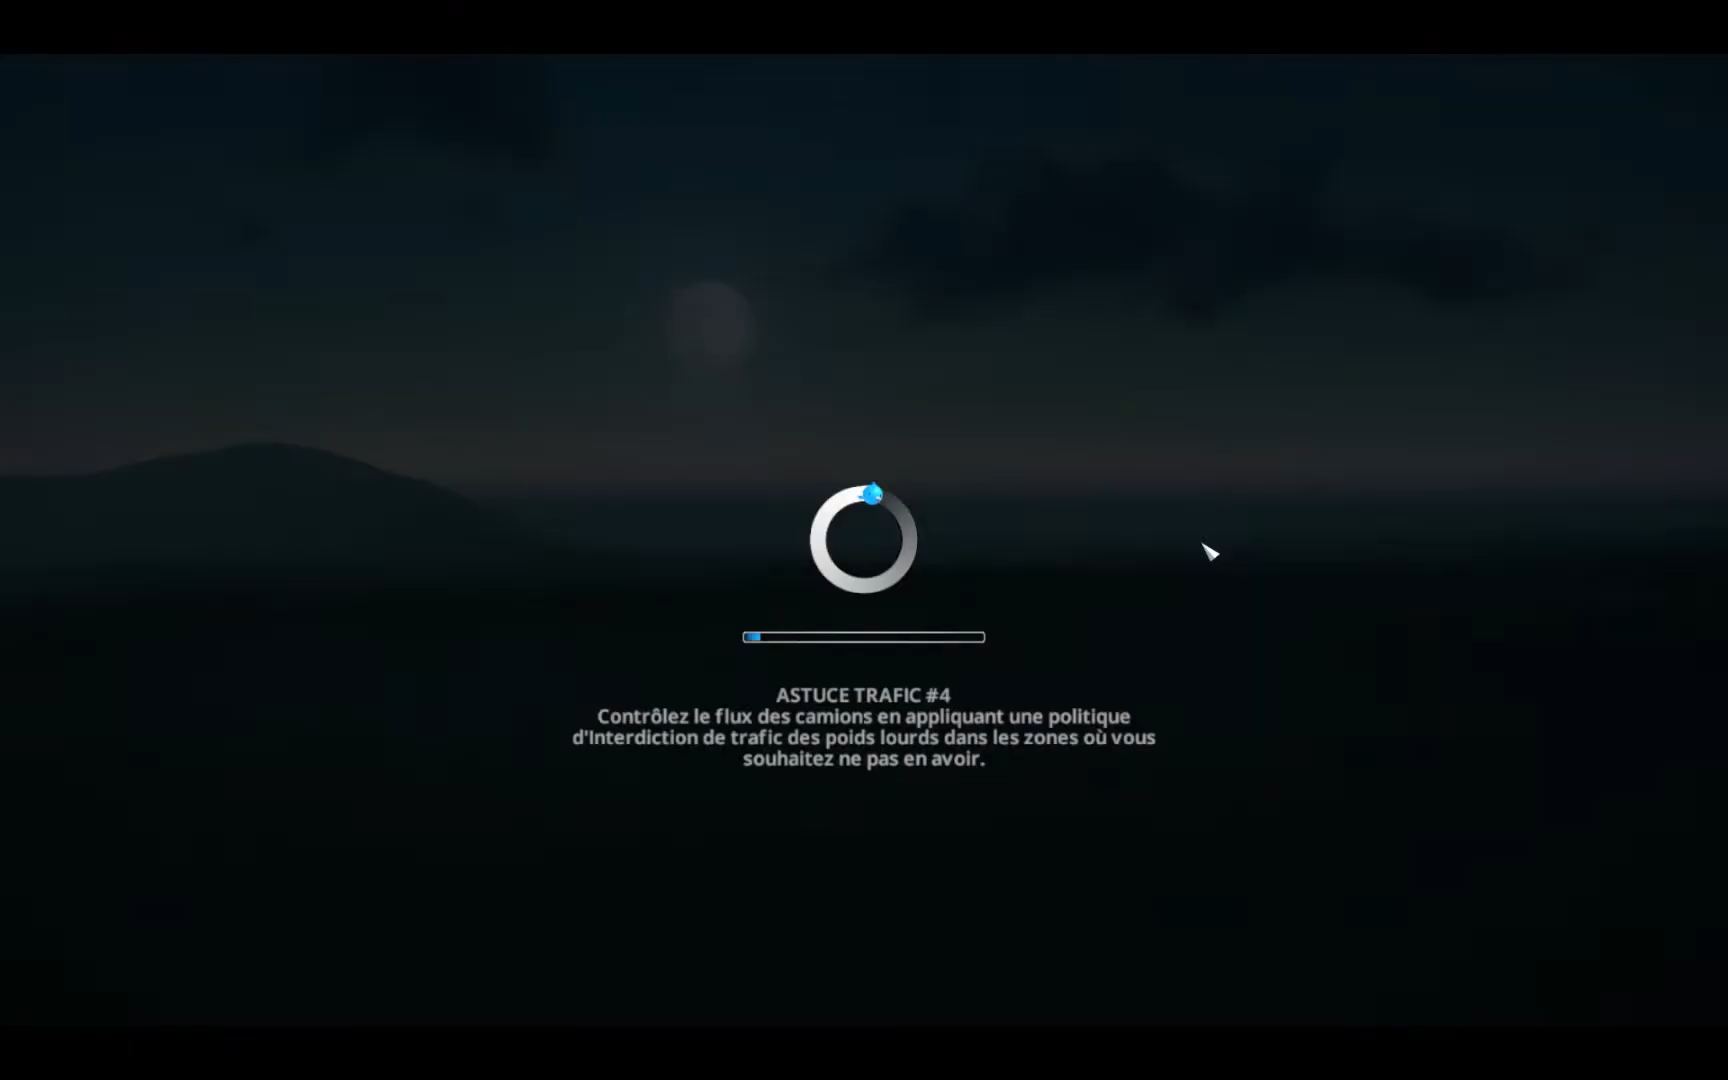 ASTUCE TRAFIC #4
Contrôlez le flux des camions en appliquant une politique
d'Interdiction de trafic des poids lourds dans les zones où vous
souhaitez ne pas en avoir.